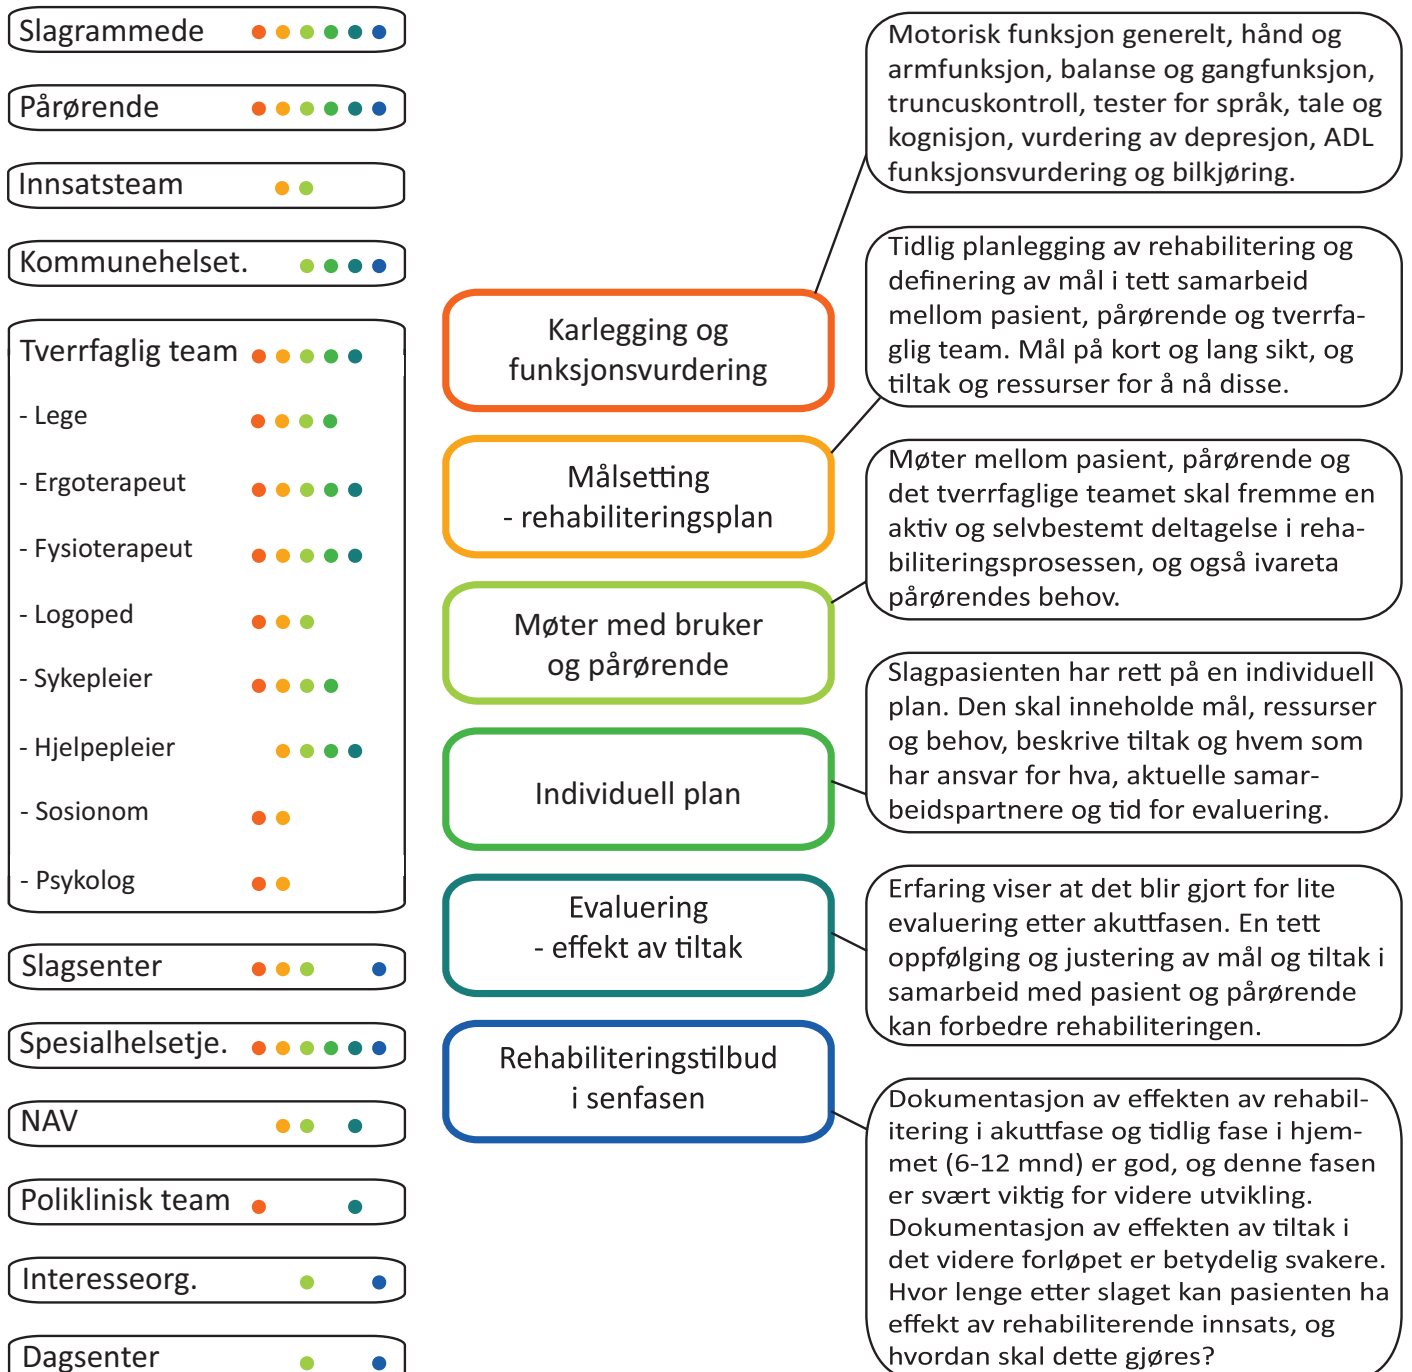 Slagrammede
Pårørende
Innsatsteam
Kommunehelset.
Tverrfaglig team
- Lege
- Ergoterapeut
- Fysioterapeut
- Logoped
- Sykepleier
- Hjelpepleier
- Sosionom
- Psykolog
Slagsenter
Spesialhelsetje.
NAV
Poliklinisk team
Interesseorg.
Dagsenter
Karlegging og
funksjonsvurdering
Målsetting
- rehabiliteringsplan
Møter med bruker
og pårørende
Individuell plan
Evaluering
- effekt av tiltak
Rehabiliteringstilbud
i senfasen
Motorisk funksjon generelt, hånd og
armfunksjon, balanse og gangfunksjon,
truncuskontroll, tester for språk, tale og
kognisjon, vurdering av depresjon, ADL
funksjonsvurdering og bilkjøring.
Tidlig planlegging av rehabilitering og
definering av mål i tett samarbeid
mellom pasient, pårørende og tverrfa-
glig team. Mål på kort og lang sikt, og
tiltak og ressurser for å nå disse.
Møter mellom pasient, pårørende og
det tverrfaglige teamet skal fremme en
aktiv og selvbestemt deltagelse i reha-
biliteringsprosessen, og også ivareta
pårørendes behov.
Slagpasienten har rett på en individuell
plan. Den skal inneholde mål, ressurser
og behov, beskrive tiltak og hvem som
har ansvar for hva, aktuelle samar-
beidspartnere og tid for evaluering.
Erfaring viser at det blir gjort for lite
evaluering etter akuttfasen. En tett
oppfølging og justering av mål og tiltak i
samarbeid med pasient og pårørende
kan forbedre rehabiliteringen.
Dokumentasjon av effekten av rehabil-
itering i akuttfase og tidlig fase i hjem-
met (6-12 mnd) er god, og denne fasen
er svært viktig for videre utvikling.
Dokumentasjon av effekten av tiltak i
det videre forløpet er betydelig svakere.
Hvor lenge etter slaget kan pasienten ha
effekt av rehabiliterende innsats, og
hvordan skal dette gjøres?